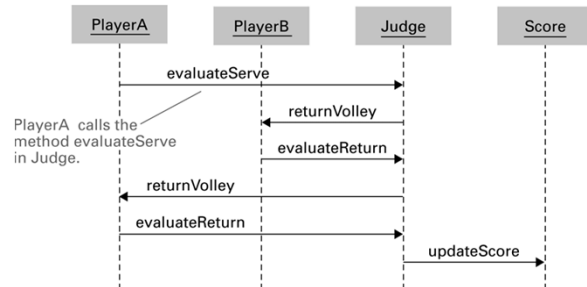 PlayerA PlayerB Judge Score
evaluateServe
returnVolley
PlayerA calls the
method evaluateServe
in Judge.
evaluateReturn
returnVolley
evaluateReturn
updateScore